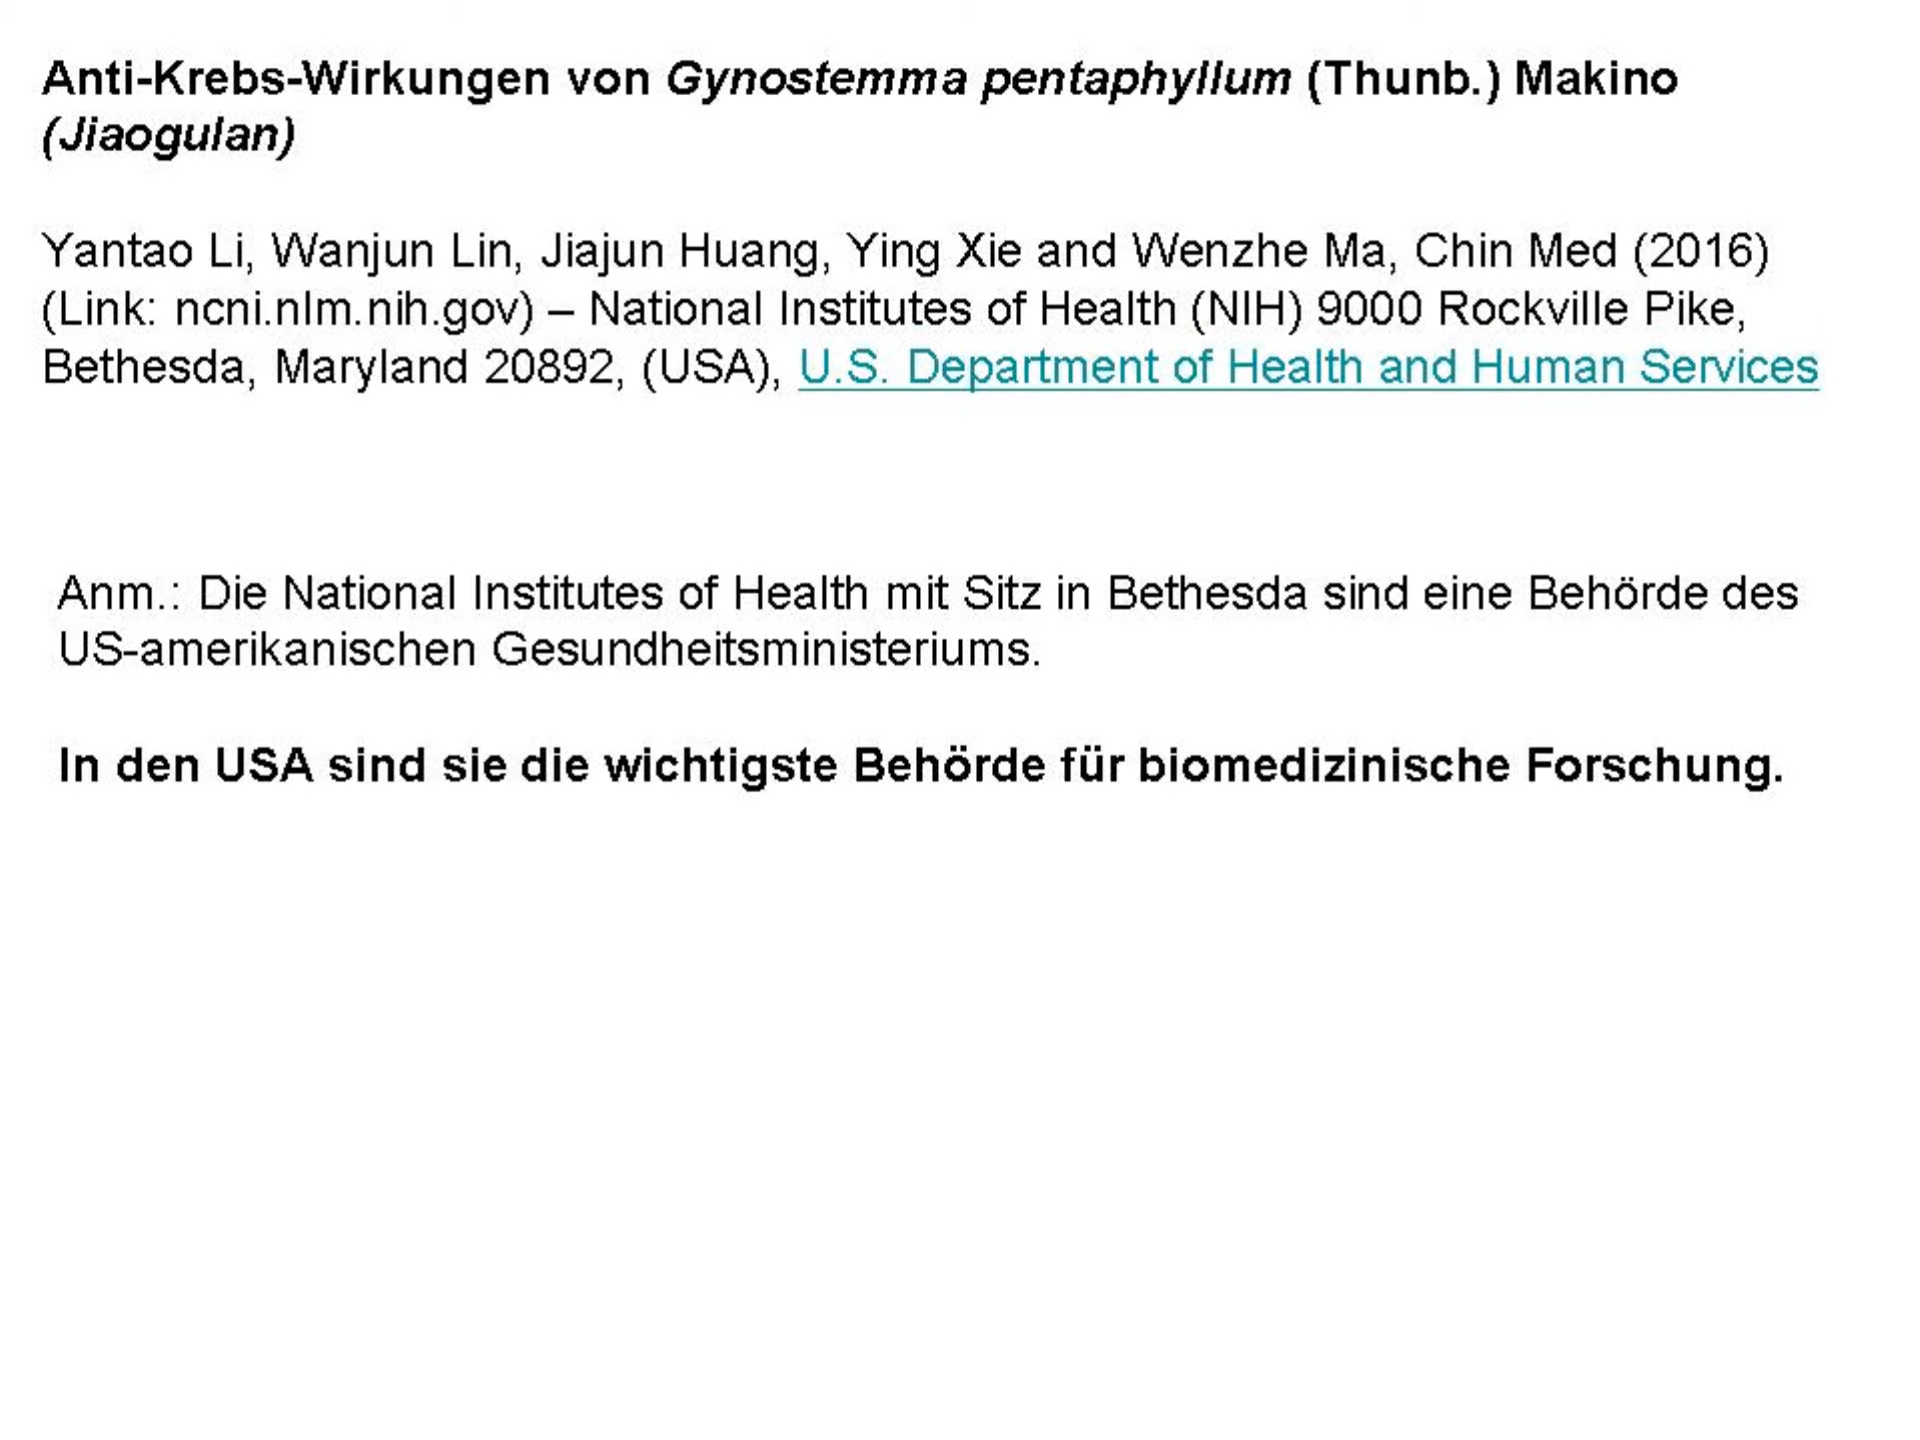 Anti-Krebs-Wirkungen von Gynostemma pentaphyllum (Thunb.) Makino
(Jiaogulan)
Yantao Li, Wanjun Lin, Jiajun Huang, Ying Xie and Wenzhe Ma, Chin Med (2016)
(Link: ncni.nlm.nih.gov) – National Institutes of Health (NIH) 9000 Rockville Pike,
Bethesda, Maryland 20892, (USA), U.S. Department of Health and Human Services
Anm.: Die National Institutes of Health mit Sitz in Bethesda sind eine Behörde des
US-amerikanischen Gesundheitsministeriums.
In den USA sind sie die wichtigste Behörde für biomedizinische Forschung.